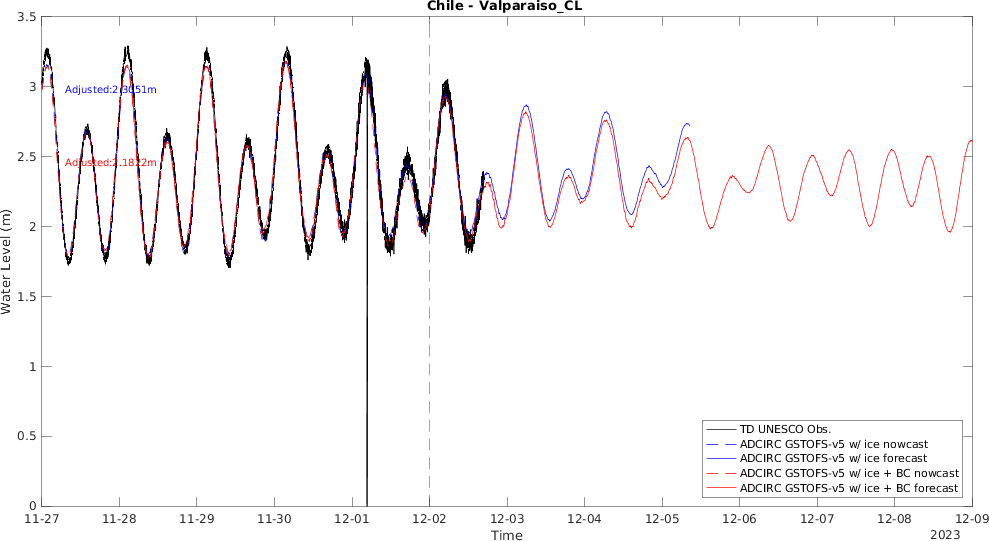 Chile - Valparaiso_CL
3.5
3
2.5
2
1.5
1
0.5
0
Water Level (m)
Adjusted:2.3051m
Adjusted:2.1822m
TD UNESCO Obs.
ADCIRC GSTOFS-v5 w/ ice nowcast
ADCIRC GSTOFS-v5 w/ ice forecast
ADCIRC GSTOFS-v5 w/ ice + BC nowcast
ADCIRC GSTOFS-v5 w/ ice + BC forecast
11-27 11-28 11-29 11-30 12-01 12-02 12-03 12-04 12-05 12-06 12-07 12-08 12-09
Time
2023